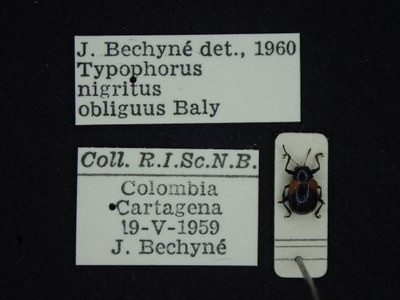 J. Bechyné det., 1960
Typophorus
nigritus
obliguus Baly
Coll. R.I.Sc.N.B.
Colombia
Cartagena
19-V-1959
J. Bechyné